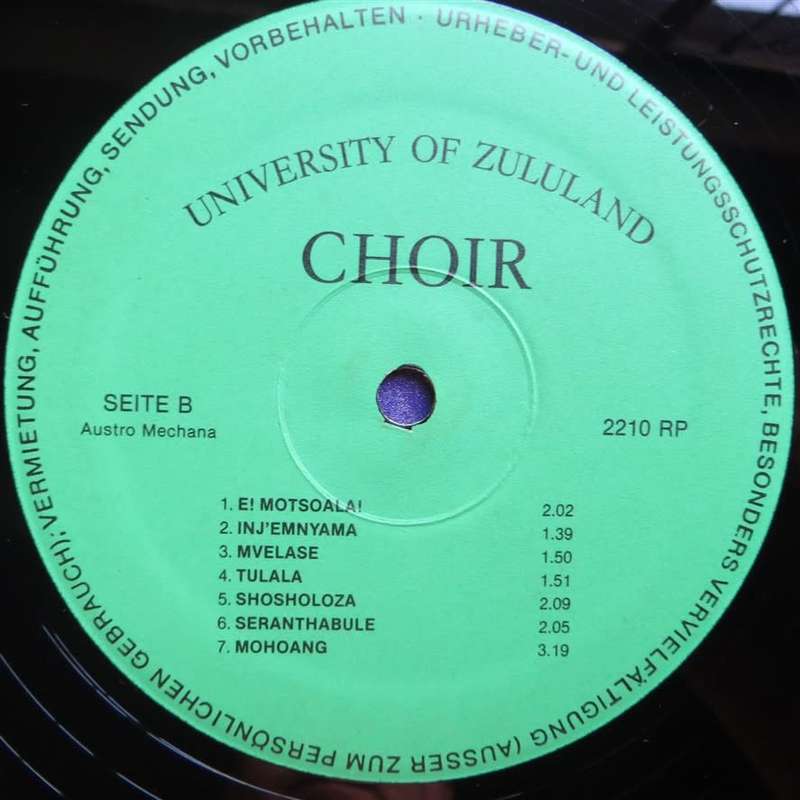 URHEBER- UND LEISTUNGSSCHUTZRECHTE, BESONDERS VERVIELFÄLTIGUNG (AUSSER ZUM PERSÖNLICHEN GEBRAUCH); VERMIETUNG, AUFFÜHRUNG, SENDUNG, VORBEHALTEN ·
UNIVERSITY OF ZULULAND
CHOIR
SEITE B
Austro Mechana
2210 RP
1. E! MOTSOALA! 2.02
2. INJ'EMNYAMA 1.39
3. MVELASE 1.50
4. TULALA 1.51
5. SHOSHOLOZA 2.09
6. SERANTHABULE 2.05
7. MOHOANG 3.19